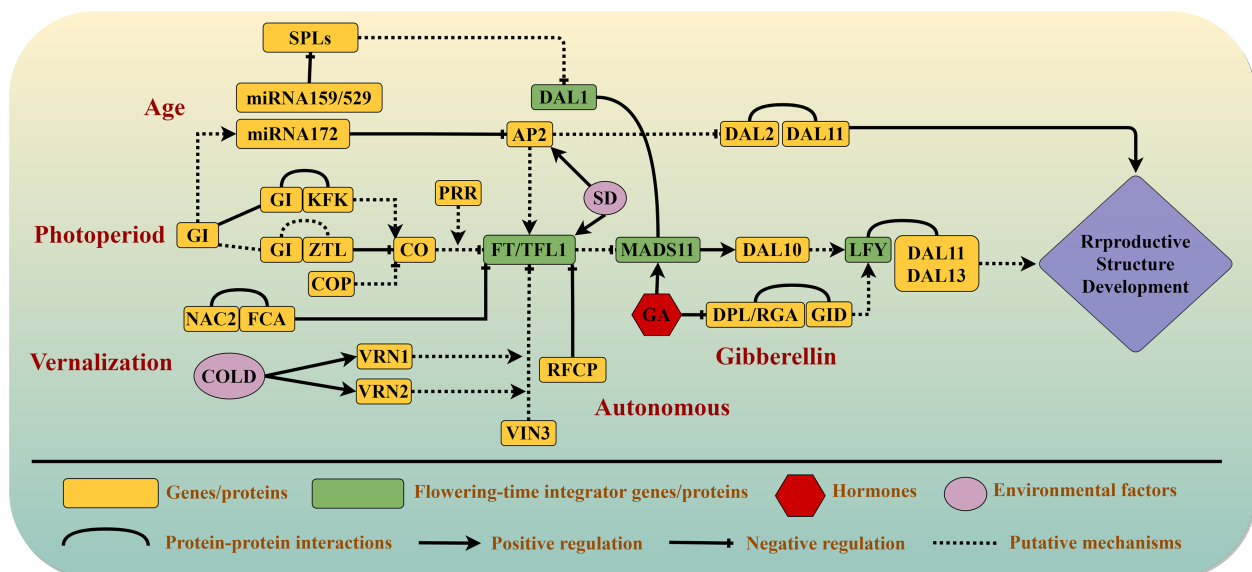 SPLs
miRNA159/529
DAL1
Age
miRNA172
AP2
DAL2
DAL11
PRR
SD
GI
KFK
Photoperiod
GI
GI
ZTL
CO
FT/TFL1
MADS11
DAL10
LFY
DAL11
DAL13
Rrproductive
Structure
Development
COP
NAC2
FCA
GA
DPL/RGA
GID
Vernalization
COLD
VRN1
VRN2
RFCP
Gibberellin
Autonomous
VIN3
Genes/proteins
Flowering-time integrator genes/proteins
Hormones
Environmental factors
Protein-protein interactions
Positive regulation
Negative regulation
Putative mechanisms